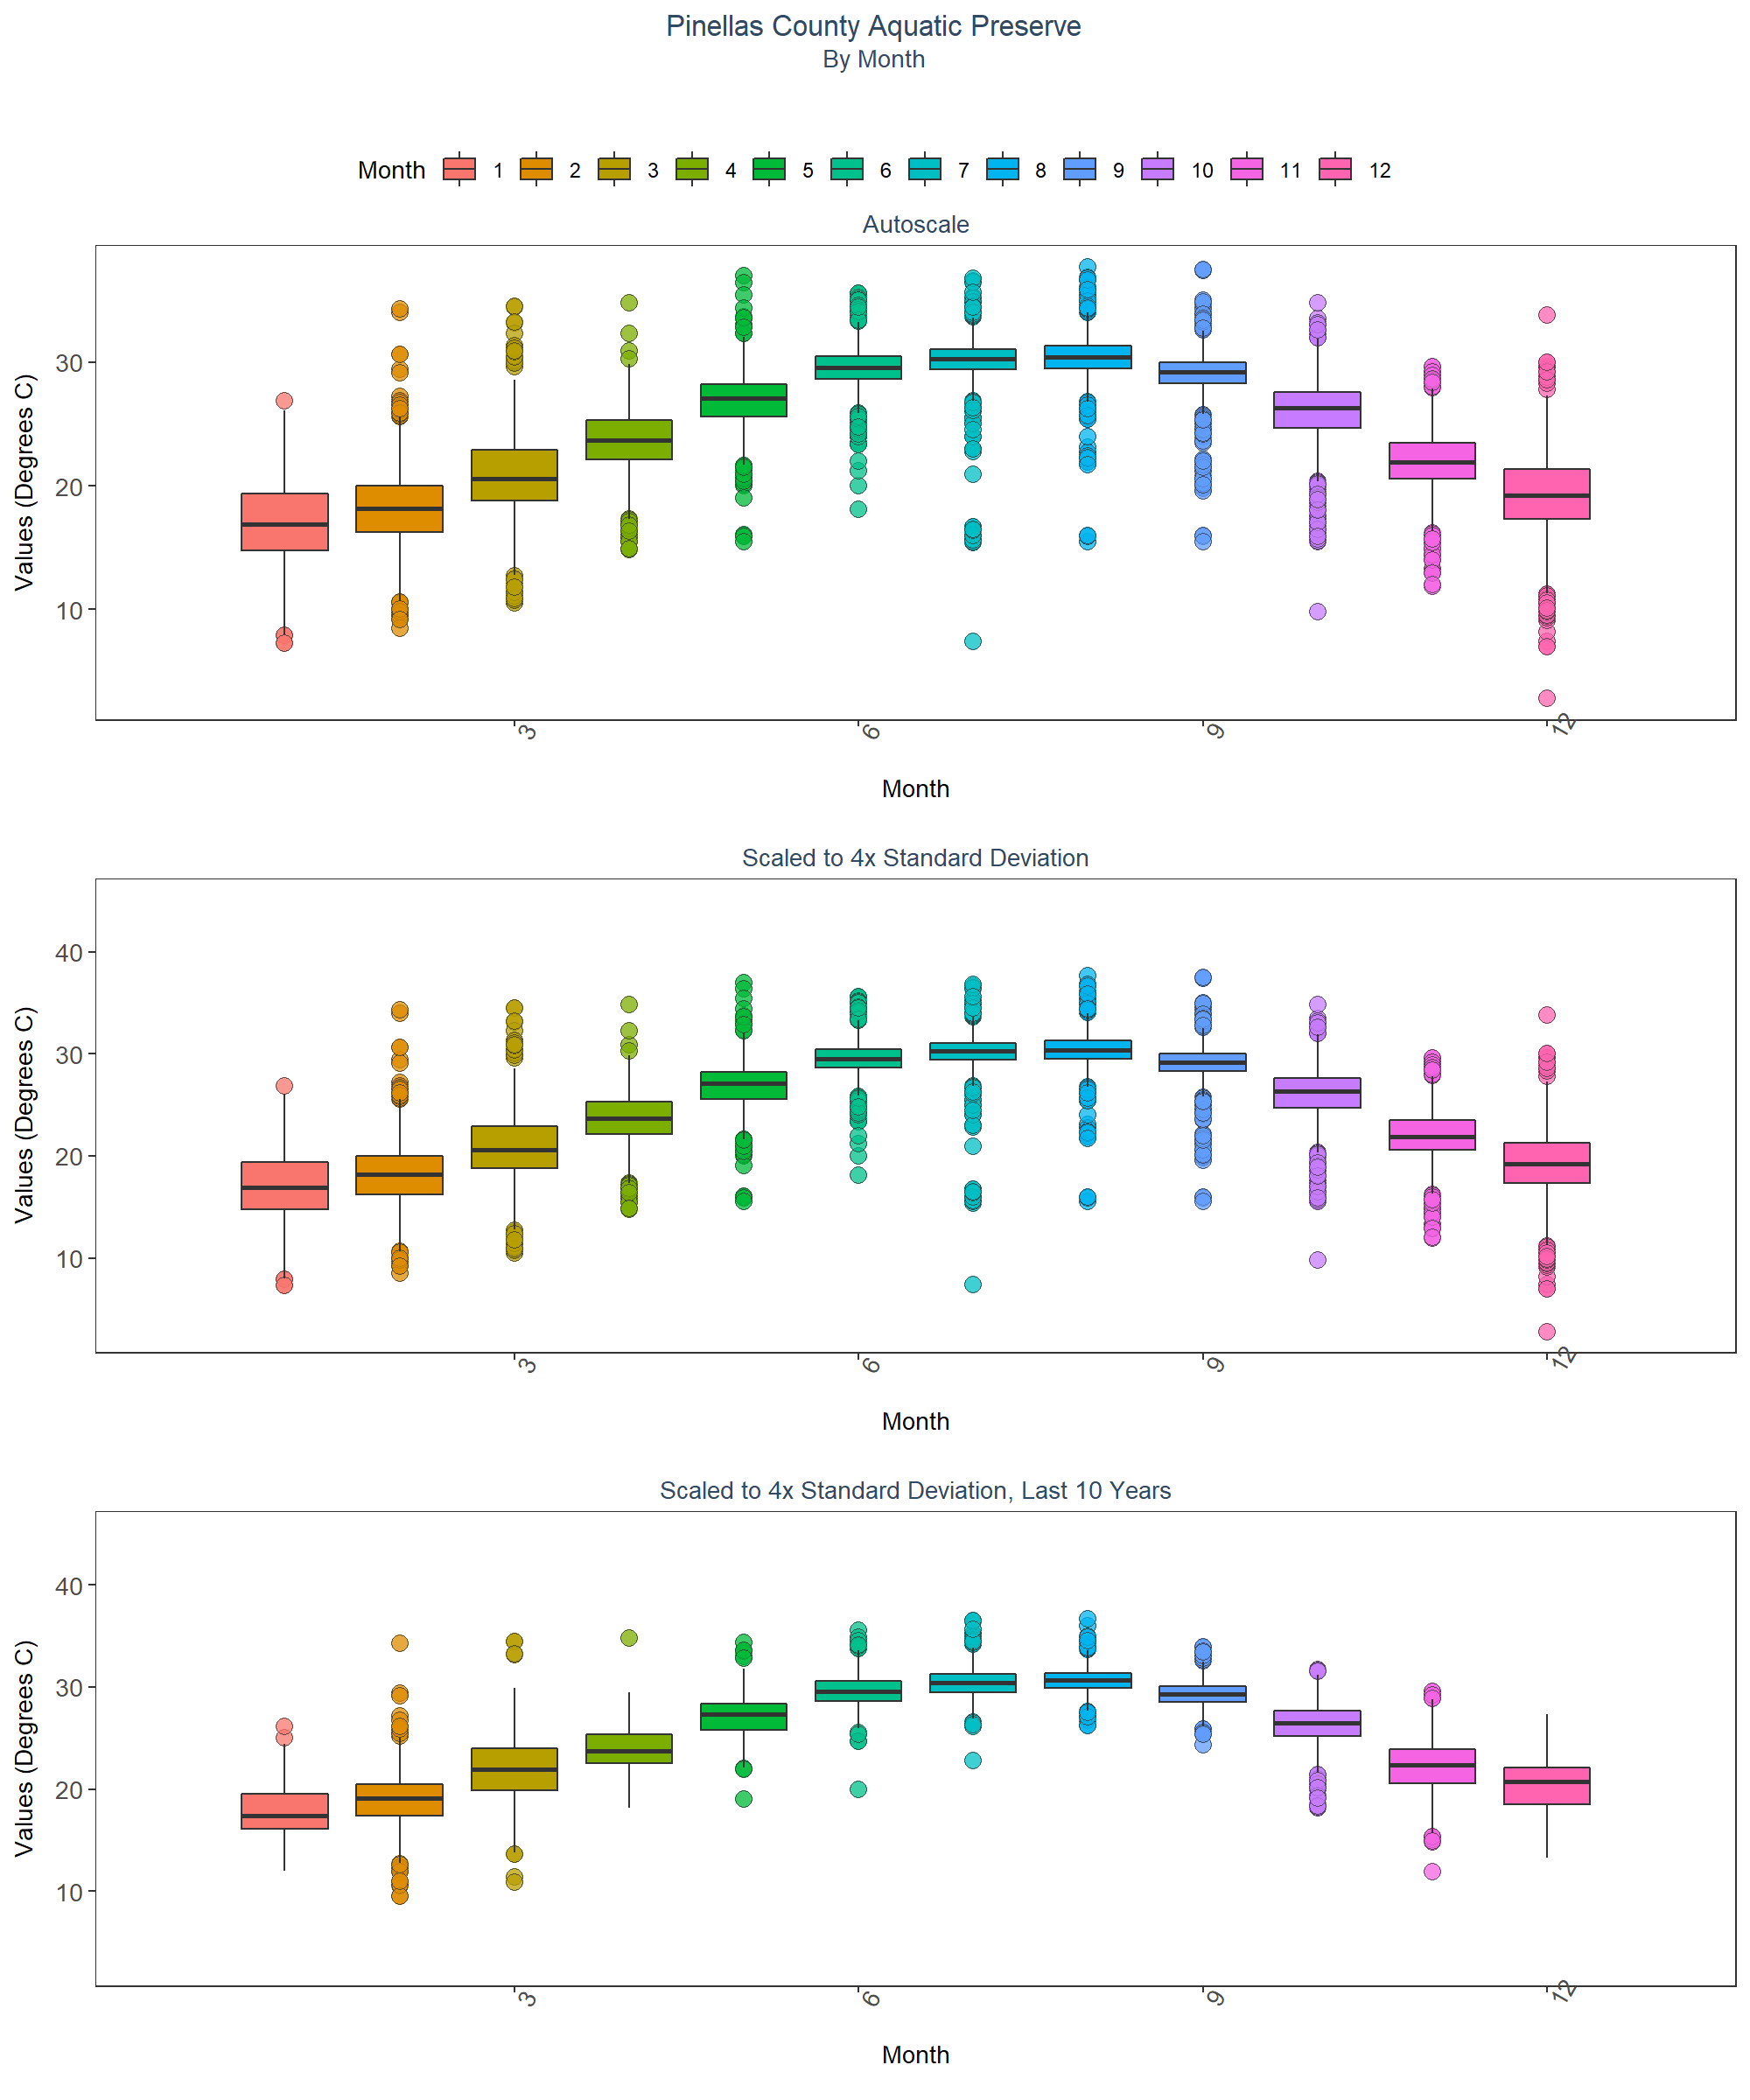 Pinellas County Aquatic Preserve
By Month
Month 1 2 3 4 5 6 7 8 9 10 11 12
Autoscale
Values (Degrees C)
30
20
10
3 6 9 12
Month
Scaled to 4x Standard Deviation
Values (Degrees C)
40
30
20
10
3 6 9 12
Month
Scaled to 4x Standard Deviation, Last 10 Years
Values (Degrees C)
40
30
20
10
3 6 9 12
Month